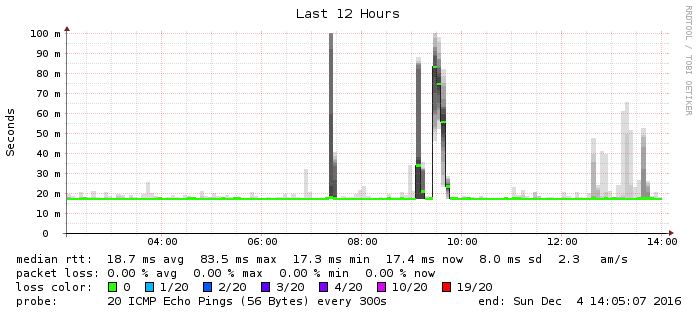 Last 12 Hours
RRDTOOL / TOBI OETIKER
Seconds
100 m
90 m
80 m
70 m
60 m
50 m
40 m
30 m
20 m
10 m
0
04:00 06:00 08:00 10:00 12:00 14:00
median rtt: 18.7 ms avg 83.5 ms max 17.3 ms min 17.4 ms now 8.0 ms sd 2.3 am/s
packet loss: 0.00 % avg 0.00 % max 0.00 % min 0.00 % now
loss color: 0 1/20 2/20 3/20 4/20 10/20 19/20
probe: 20 ICMP Echo Pings (56 Bytes) every 300s end: Sun Dec 4 14:05:07 2016